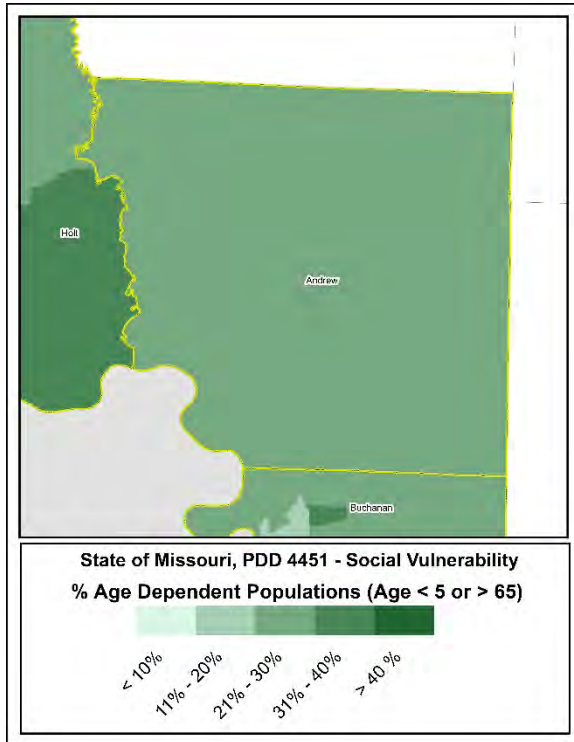 Holt
Andrew
Buchanan
State of Missouri, PDD 4451 - Social Vulnerability
% Age Dependent Populations (Age < 5 or > 65)
< 10%
11% - 20%
21% - 30%
31% - 40%
> 40 %